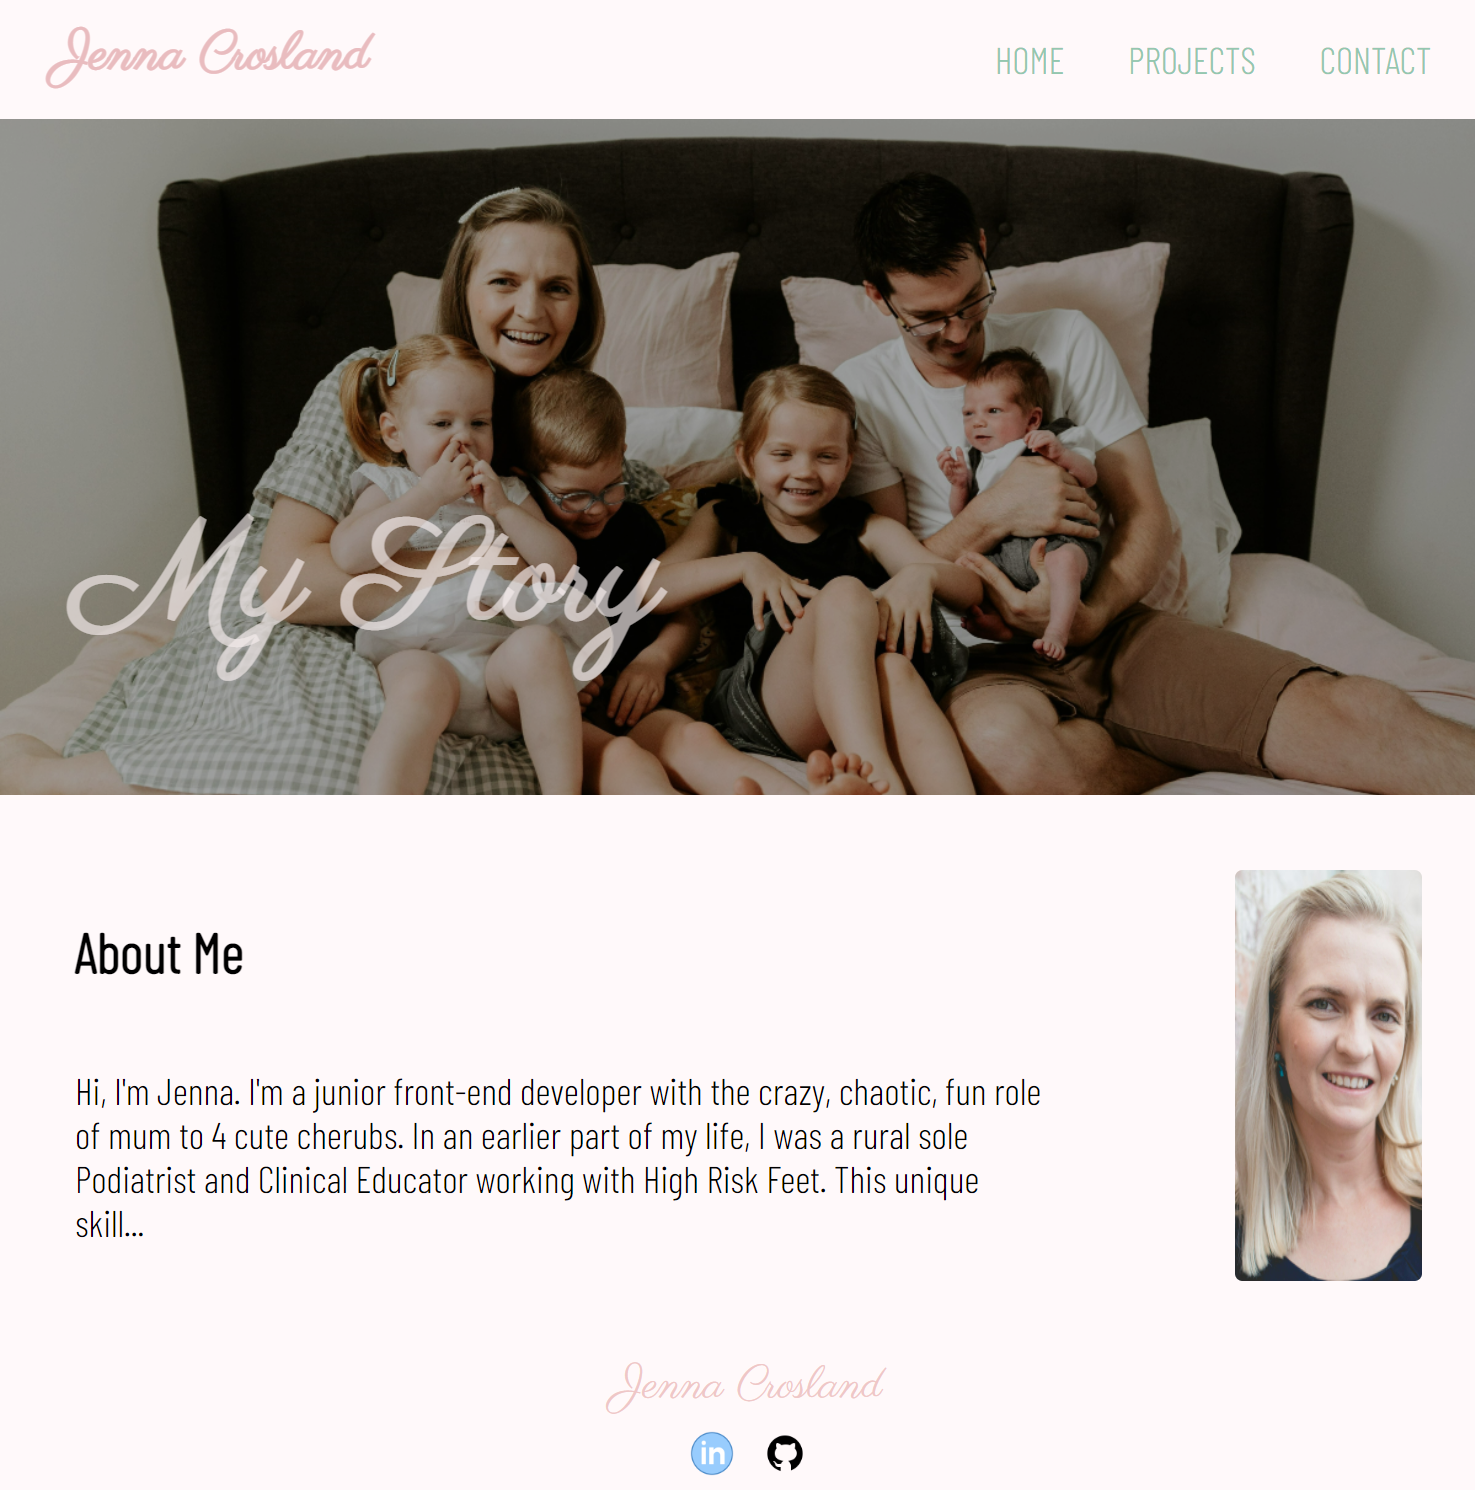 Jenna Crosland
HOME PROJECTS CONTACT
My Story
About Me
Hi, I'm Jenna. I'm a junior front-end developer with the crazy, chaotic, fun role
of mum to 4 cute cherubs. In an earlier part of my life, I was a rural sole
Podiatrist and Clinical Educator working with High Risk Feet. This unique
skill...
Jenna Crosland
in